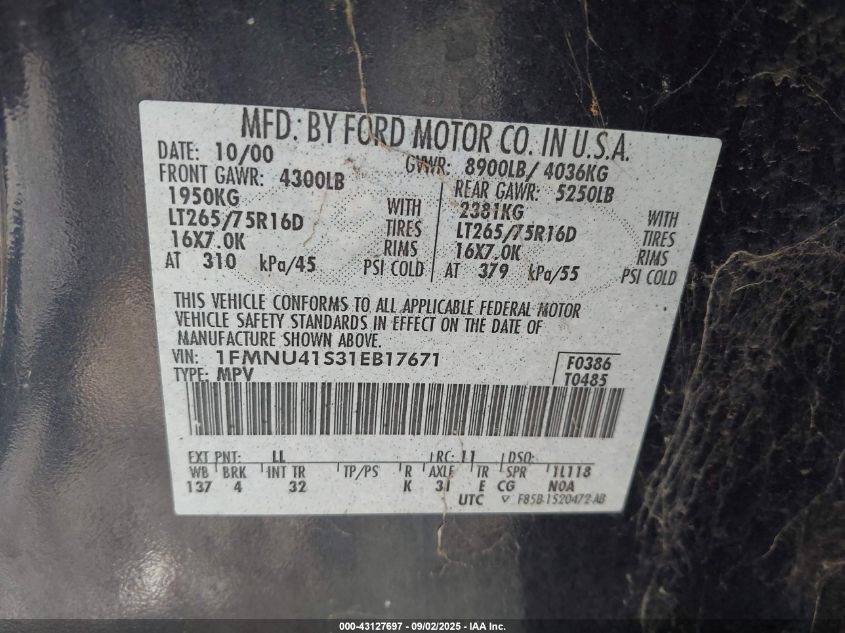 MFD. BY FORD MOTOR CO. IN U.S.A.
DATE: 10/00 GVWR: 8900LB/ 4036KG
FRONT GAWR: 4300LB REAR GAWR: 5250LB
1950KG WITH 2381KG WITH
LT265/75R16D TIRES LT265/75R16D TIRES
16X7.0K RIMS 16X7.0K RIMS
AT 310 kPa/45 PSI COLD AT 379 kPa/55 PSI COLD
THIS VEHICLE CONFORMS TO ALL APPLICABLE FEDERAL MOTOR
VEHICLE SAFETY STANDARDS IN EFFECT ON THE DATE OF
MANUFACTURE SHOWN ABOVE.
VIN: 1FMNU41S31EB17671 F0386
TYPE: MPV T0485
EXT PNT: LL RC: 11 DSO:
WB BRK INT TR TP/PS R AXLE TR SPR 1L118
137 4 32 K 31 E CG N0A
UTC ▽ F85B-1520472-AB
000-43127697 - 09/02/2025 - IAA Inc.